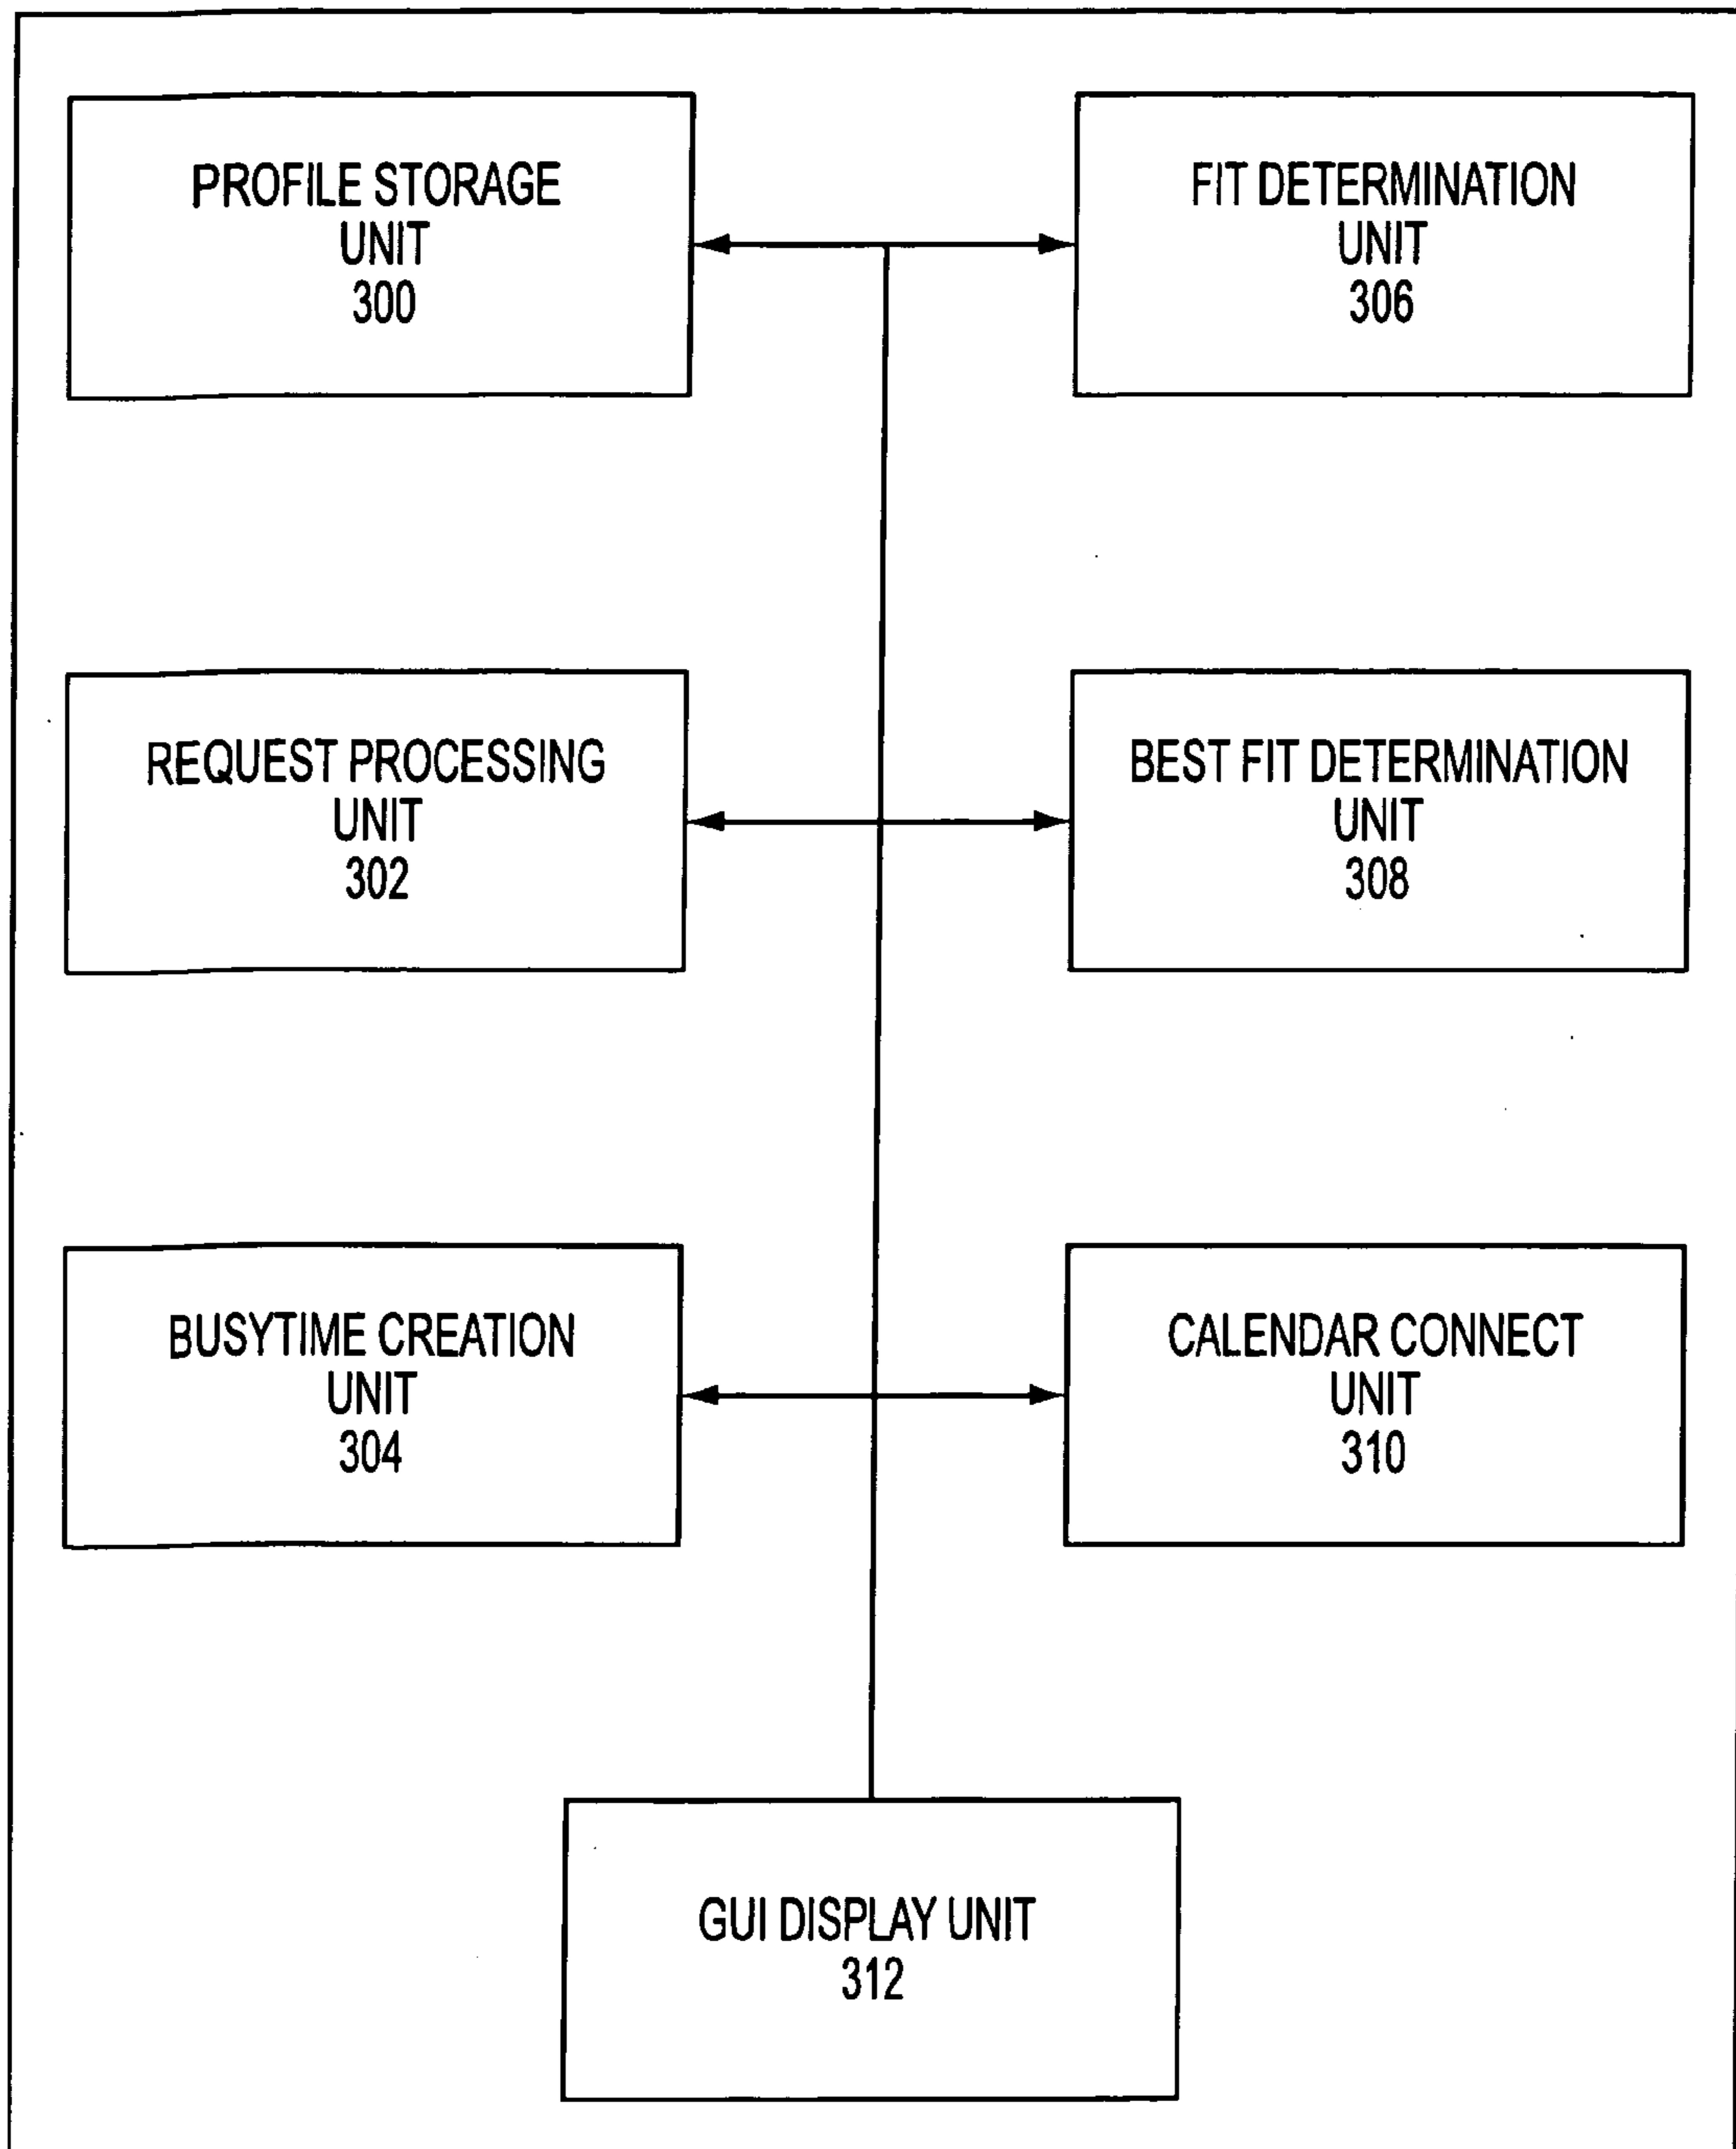 PROFILE STORAGE
UNIT
300
FIT DETERMINATION
UNIT
306
REQUEST PROCESSING
UNIT
302
BEST FIT DETERMINATION
UNIT
308
BUSYTIME CREATION
UNIT
304
CALENDAR CONNECT
UNIT
310
GUI DISPLAY UNIT
312